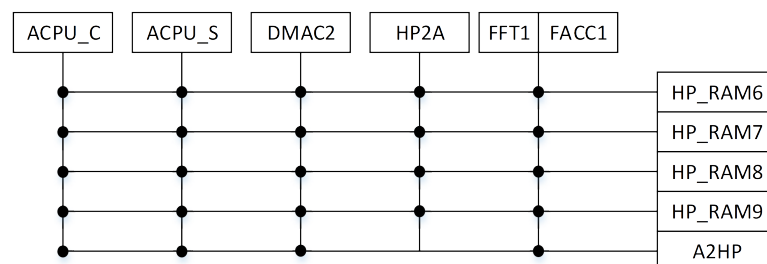 ACPU_C ACPU_S DMAC2 HP2A FFT1 FACC1
HP_RAM6
HP_RAM7
HP_RAM8
HP_RAM9
A2HP